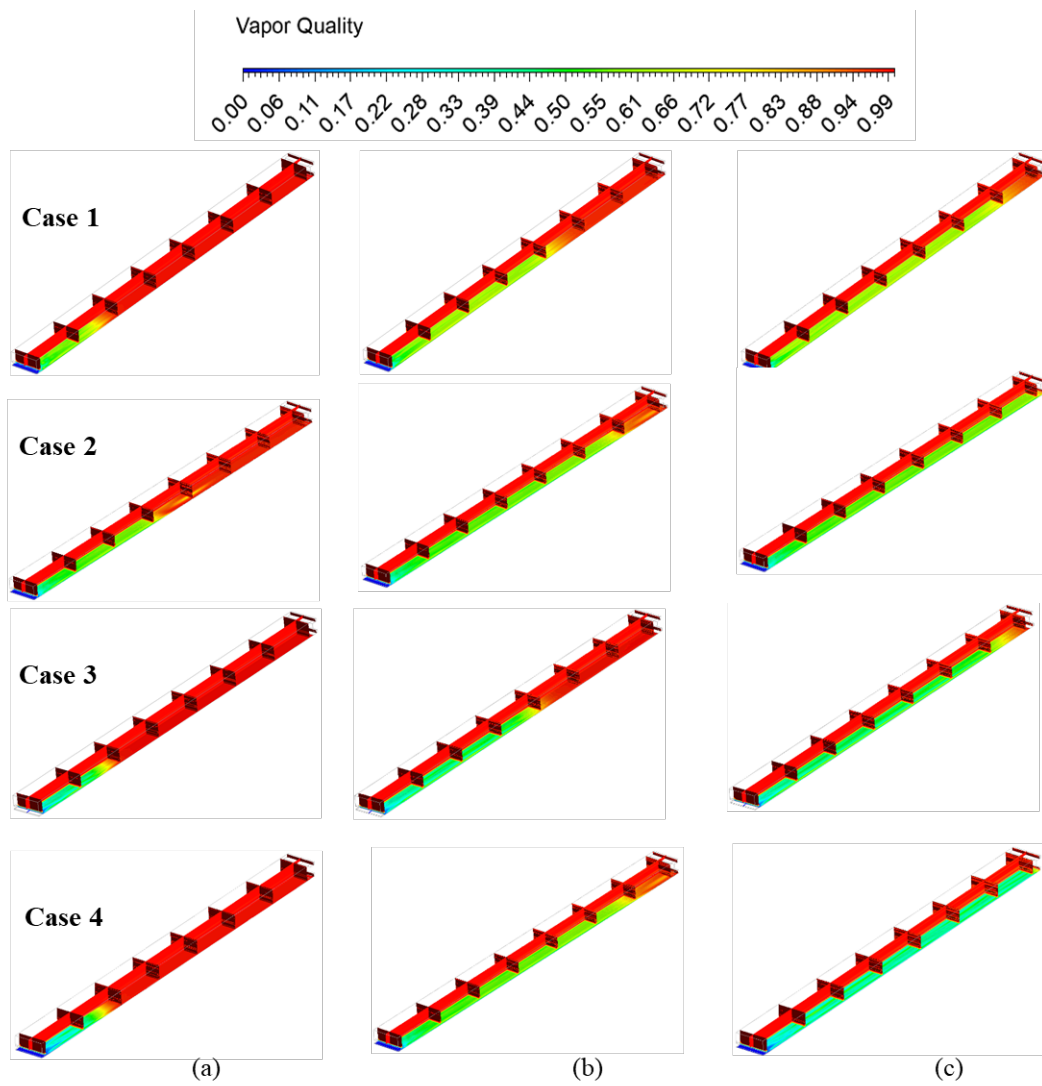 Vapor Quality
0.00 0.06 0.11 0.17 0.22 0.28 0.33 0.39 0.44 0.50 0.55 0.61 0.66 0.72 0.77 0.83 0.88 0.94 0.99
Case 1
Case 2
Case 3
Case 4
(a) (b) (c)